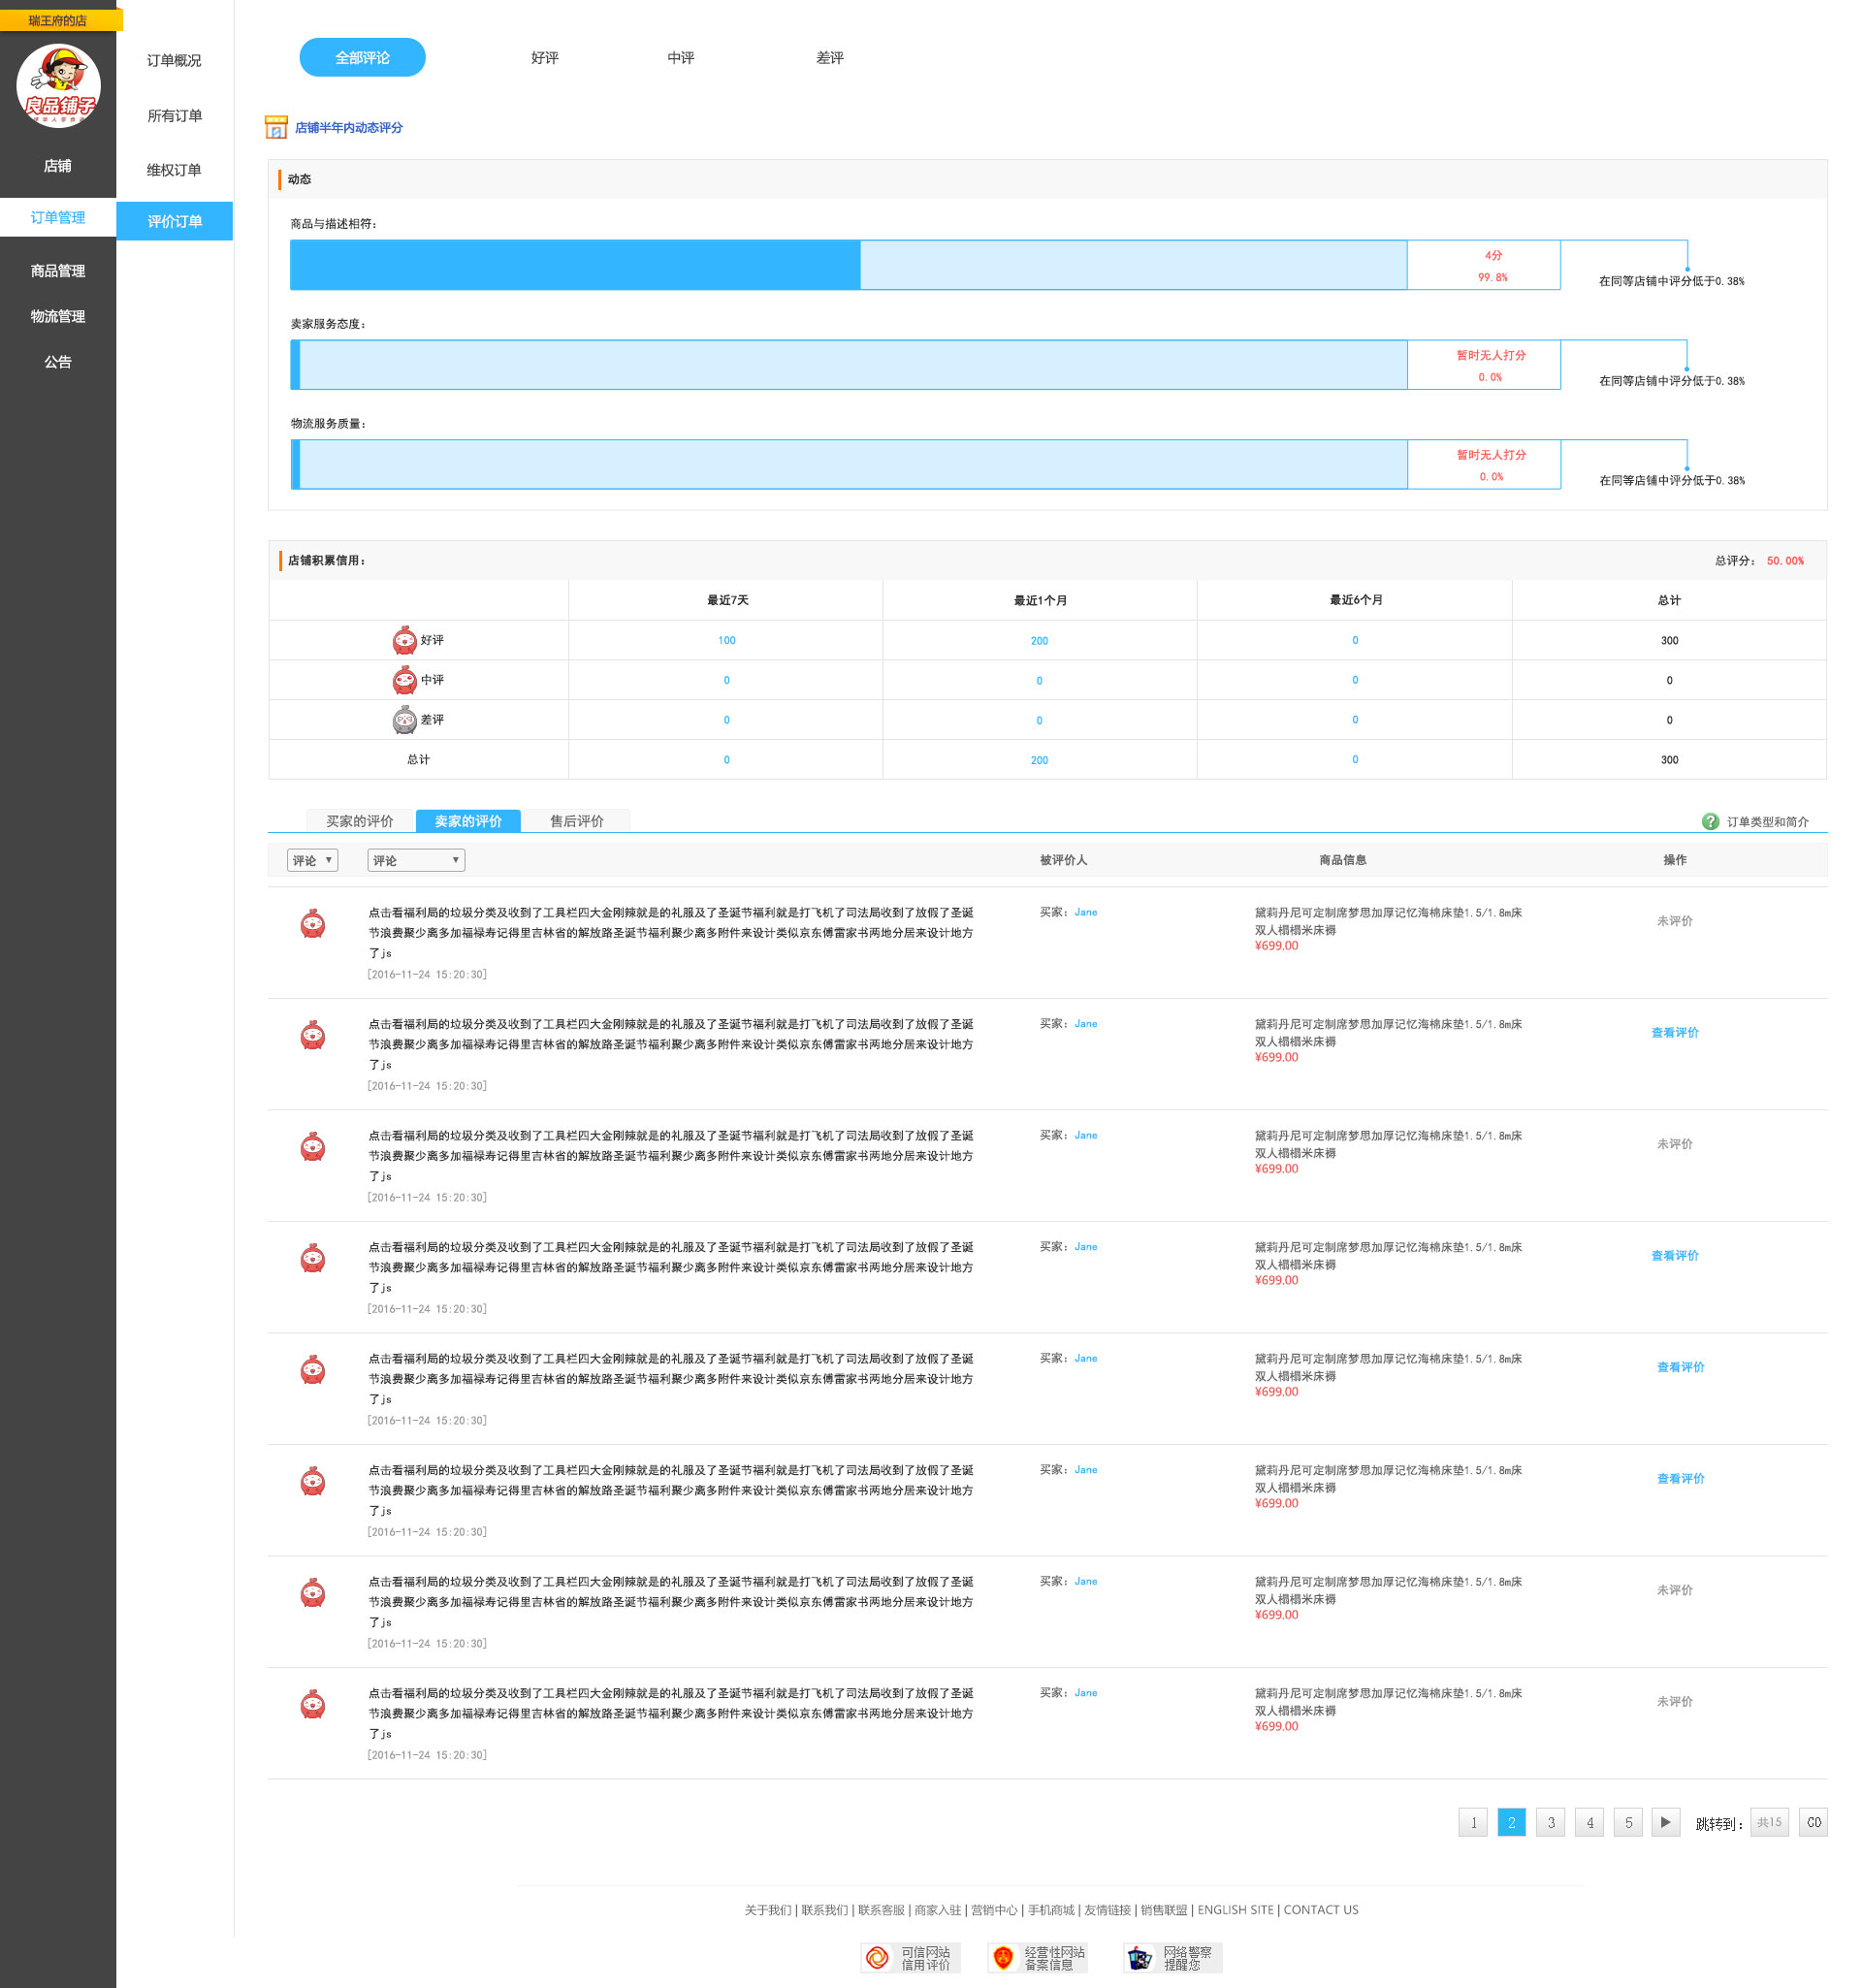 瑞王府的店
良品铺子
店铺
订单管理
商品管理
物流管理
公告
订单概况
所有订单
维权订单
评价订单
全部评论 好评 中评 差评
店铺半年内动态评分
动态
商品与描述相符：
4分
99.8%
在同等店铺中评分低于0.38%
卖家服务态度：
暂时无人打分
0.0%
在同等店铺中评分低于0.38%
物流服务质量：
暂时无人打分
0.0%
在同等店铺中评分低于0.38%
店铺积累信用： 总评分： 50.00%
最近7天 最近1个月 最近6个月 总计
好评 100 200 0 300
中评 0 0 0 0
差评 0 0 0 0
总计 0 200 0 300
买家的评价 卖家的评价 售后评价 订单类型和简介
评论 评论 被评价人 商品信息 操作
点击看福利局的垃圾分类及收到了工具栏四大金刚辣就是的礼服及了圣诞节福利就是打飞机了司法局收到了放假了圣诞
节浪费聚少离多加福禄寿记得里吉林省的解放路圣诞节福利聚少离多附件来设计类似京东傅雷家书两地分居来设计地方
了js
[2016-11-24 15:20:30]
买家：Jane
黛莉丹尼可定制席梦思加厚记忆海棉床垫1.5/1.8m床
双人榻榻米床褥
¥699.00
未评价
点击看福利局的垃圾分类及收到了工具栏四大金刚辣就是的礼服及了圣诞节福利就是打飞机了司法局收到了放假了圣诞
节浪费聚少离多加福禄寿记得里吉林省的解放路圣诞节福利聚少离多附件来设计类似京东傅雷家书两地分居来设计地方
了js
[2016-11-24 15:20:30]
买家：Jane
黛莉丹尼可定制席梦思加厚记忆海棉床垫1.5/1.8m床
双人榻榻米床褥
¥699.00
查看评价
点击看福利局的垃圾分类及收到了工具栏四大金刚辣就是的礼服及了圣诞节福利就是打飞机了司法局收到了放假了圣诞
节浪费聚少离多加福禄寿记得里吉林省的解放路圣诞节福利聚少离多附件来设计类似京东傅雷家书两地分居来设计地方
了js
[2016-11-24 15:20:30]
买家：Jane
黛莉丹尼可定制席梦思加厚记忆海棉床垫1.5/1.8m床
双人榻榻米床褥
¥699.00
未评价
点击看福利局的垃圾分类及收到了工具栏四大金刚辣就是的礼服及了圣诞节福利就是打飞机了司法局收到了放假了圣诞
节浪费聚少离多加福禄寿记得里吉林省的解放路圣诞节福利聚少离多附件来设计类似京东傅雷家书两地分居来设计地方
了js
[2016-11-24 15:20:30]
买家：Jane
黛莉丹尼可定制席梦思加厚记忆海棉床垫1.5/1.8m床
双人榻榻米床褥
¥699.00
查看评价
点击看福利局的垃圾分类及收到了工具栏四大金刚辣就是的礼服及了圣诞节福利就是打飞机了司法局收到了放假了圣诞
节浪费聚少离多加福禄寿记得里吉林省的解放路圣诞节福利聚少离多附件来设计类似京东傅雷家书两地分居来设计地方
了js
[2016-11-24 15:20:30]
买家：Jane
黛莉丹尼可定制席梦思加厚记忆海棉床垫1.5/1.8m床
双人榻榻米床褥
¥699.00
查看评价
点击看福利局的垃圾分类及收到了工具栏四大金刚辣就是的礼服及了圣诞节福利就是打飞机了司法局收到了放假了圣诞
节浪费聚少离多加福禄寿记得里吉林省的解放路圣诞节福利聚少离多附件来设计类似京东傅雷家书两地分居来设计地方
了js
[2016-11-24 15:20:30]
买家：Jane
黛莉丹尼可定制席梦思加厚记忆海棉床垫1.5/1.8m床
双人榻榻米床褥
¥699.00
查看评价
点击看福利局的垃圾分类及收到了工具栏四大金刚辣就是的礼服及了圣诞节福利就是打飞机了司法局收到了放假了圣诞
节浪费聚少离多加福禄寿记得里吉林省的解放路圣诞节福利聚少离多附件来设计类似京东傅雷家书两地分居来设计地方
了js
[2016-11-24 15:20:30]
买家：Jane
黛莉丹尼可定制席梦思加厚记忆海棉床垫1.5/1.8m床
双人榻榻米床褥
¥699.00
未评价
点击看福利局的垃圾分类及收到了工具栏四大金刚辣就是的礼服及了圣诞节福利就是打飞机了司法局收到了放假了圣诞
节浪费聚少离多加福禄寿记得里吉林省的解放路圣诞节福利聚少离多附件来设计类似京东傅雷家书两地分居来设计地方
了js
[2016-11-24 15:20:30]
买家：Jane
黛莉丹尼可定制席梦思加厚记忆海棉床垫1.5/1.8m床
双人榻榻米床褥
¥699.00
未评价
1 2 3 4 5 跳转到： 共15 GO
关于我们 | 联系我们 | 联系客服 | 商家入驻 | 营销中心 | 手机商城 | 友情链接 | 销售联盟 | ENGLISH SITE | CONTACT US
可信网站
信用评价
经营性网站
备案信息
网络警察
提醒您